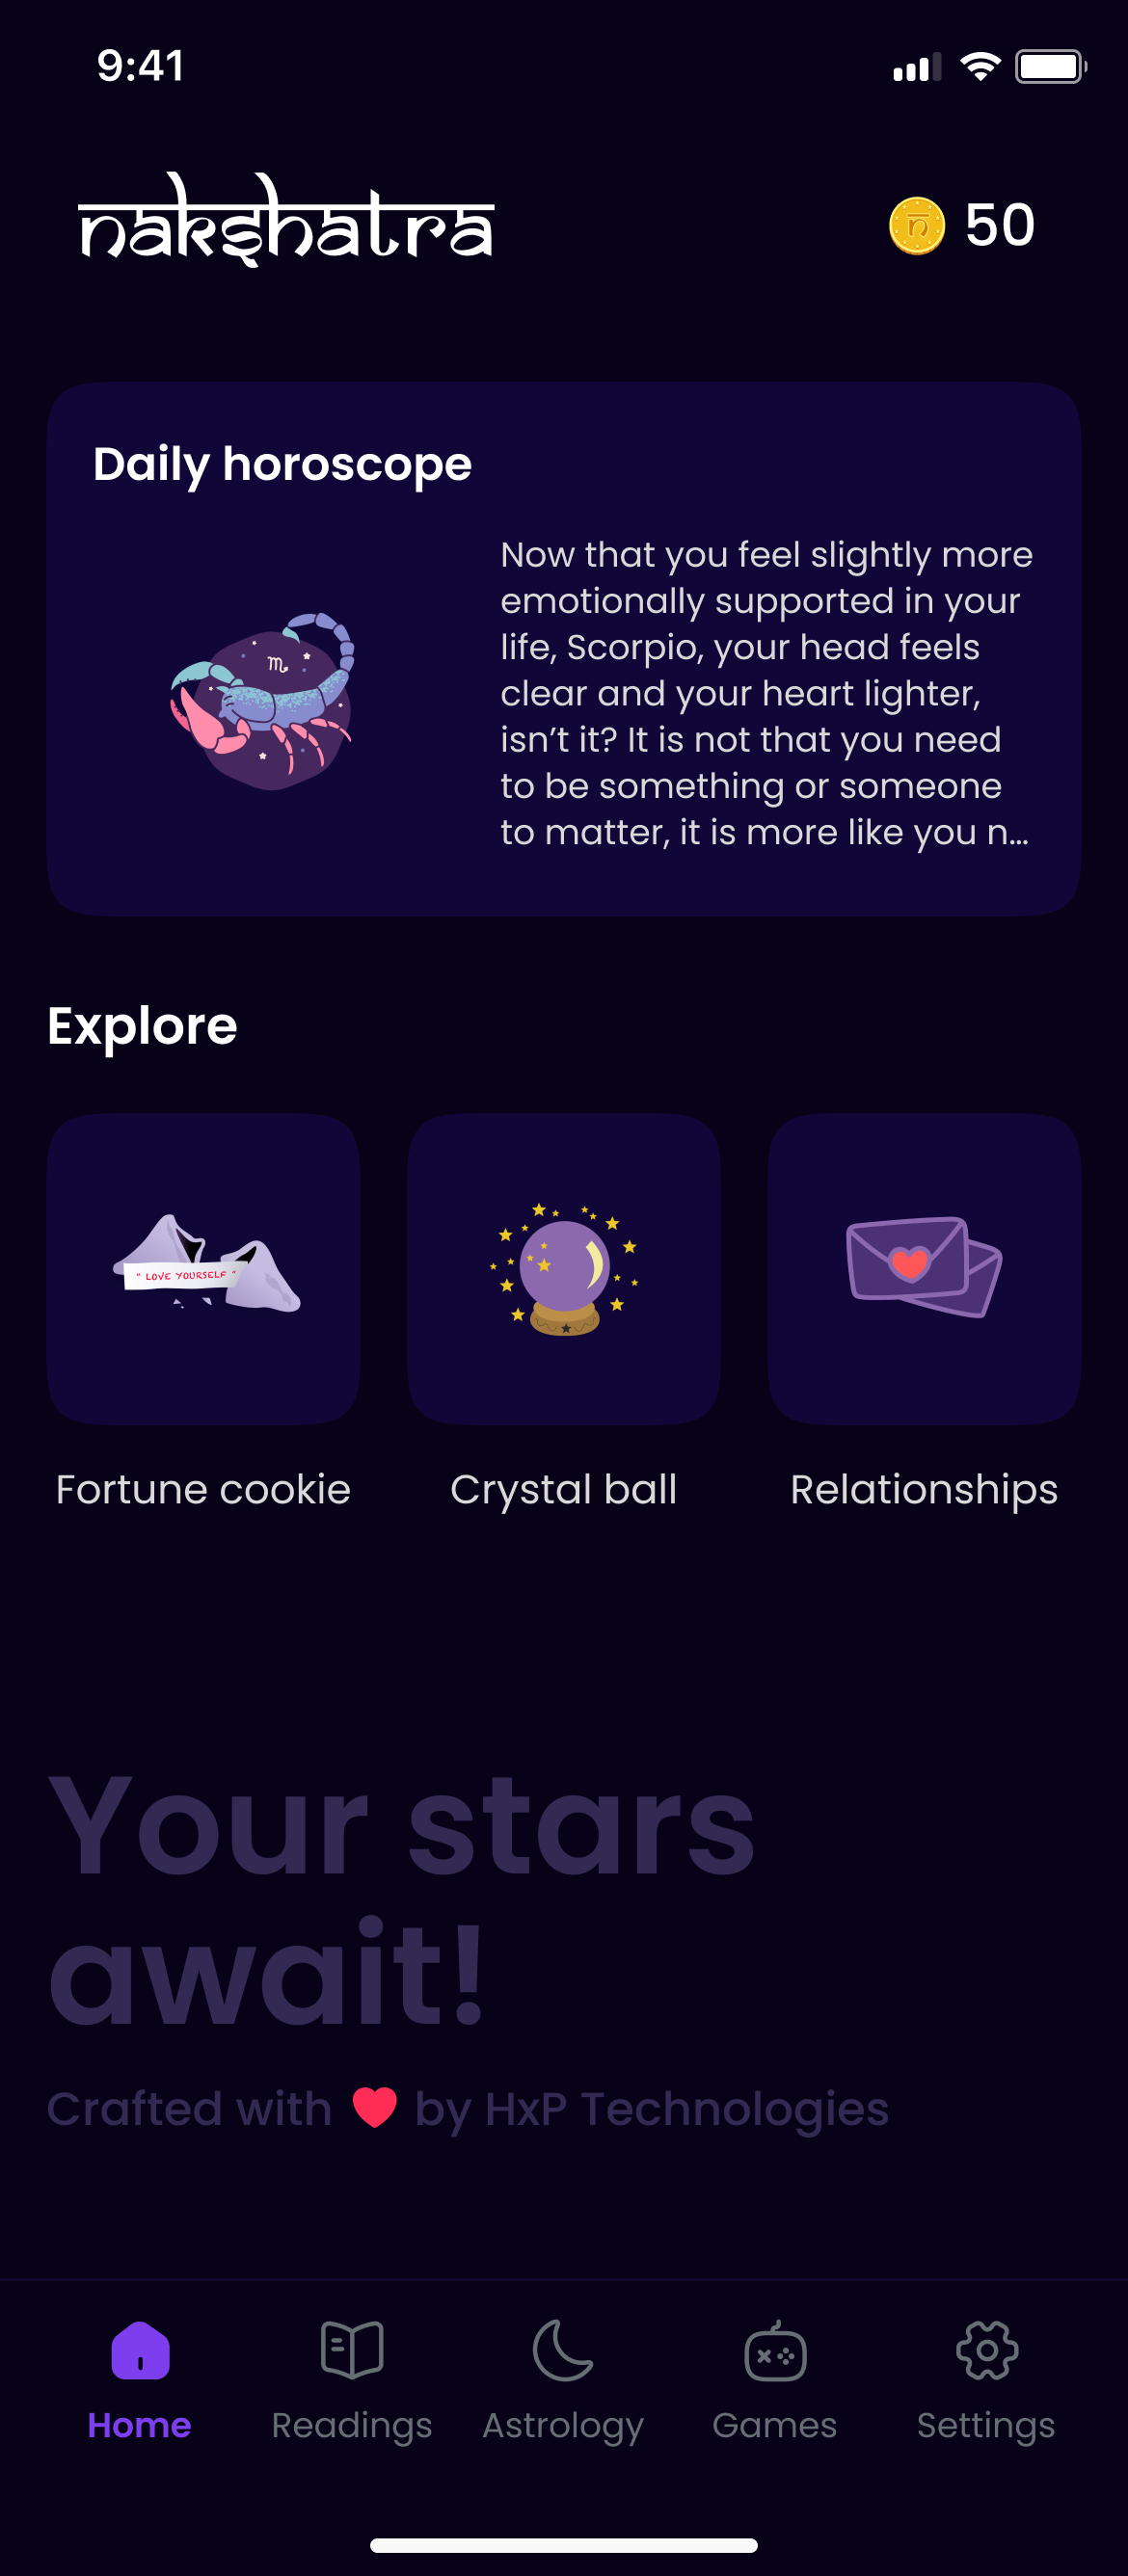 9:41
nakshatra
50
Daily horoscope
Now that you feel slightly more
emotionally supported in your
life, Scorpio, your head feels
clear and your heart lighter,
isn’t it? It is not that you need
to be something or someone
to matter, it is more like you n...
Explore
" LOVE YOURSELF "
Fortune cookie
Crystal ball
Relationships
Your stars
await!
Crafted with ❤️ by HxP Technologies
Home
Readings
Astrology
Games
Settings